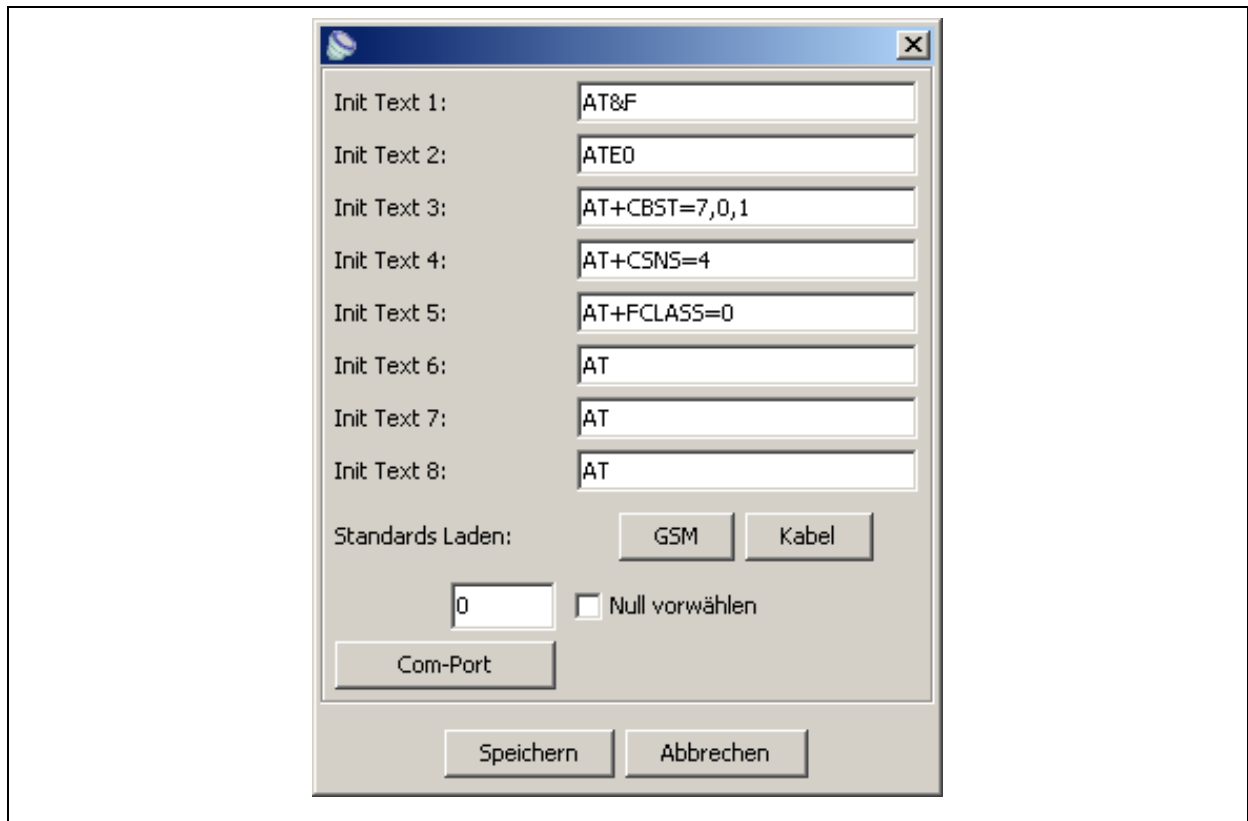 Init Text 1: AT&F
Init Text 2: ATE0
Init Text 3: AT+CBST=7,0,1
Init Text 4: AT+CSNS=4
Init Text 5: AT+FCLASS=0
Init Text 6: AT
Init Text 7: AT
Init Text 8: AT
Standards Laden: GSM Kabel
0 Null vorwählen
Com-Port
Speichern Abbrechen